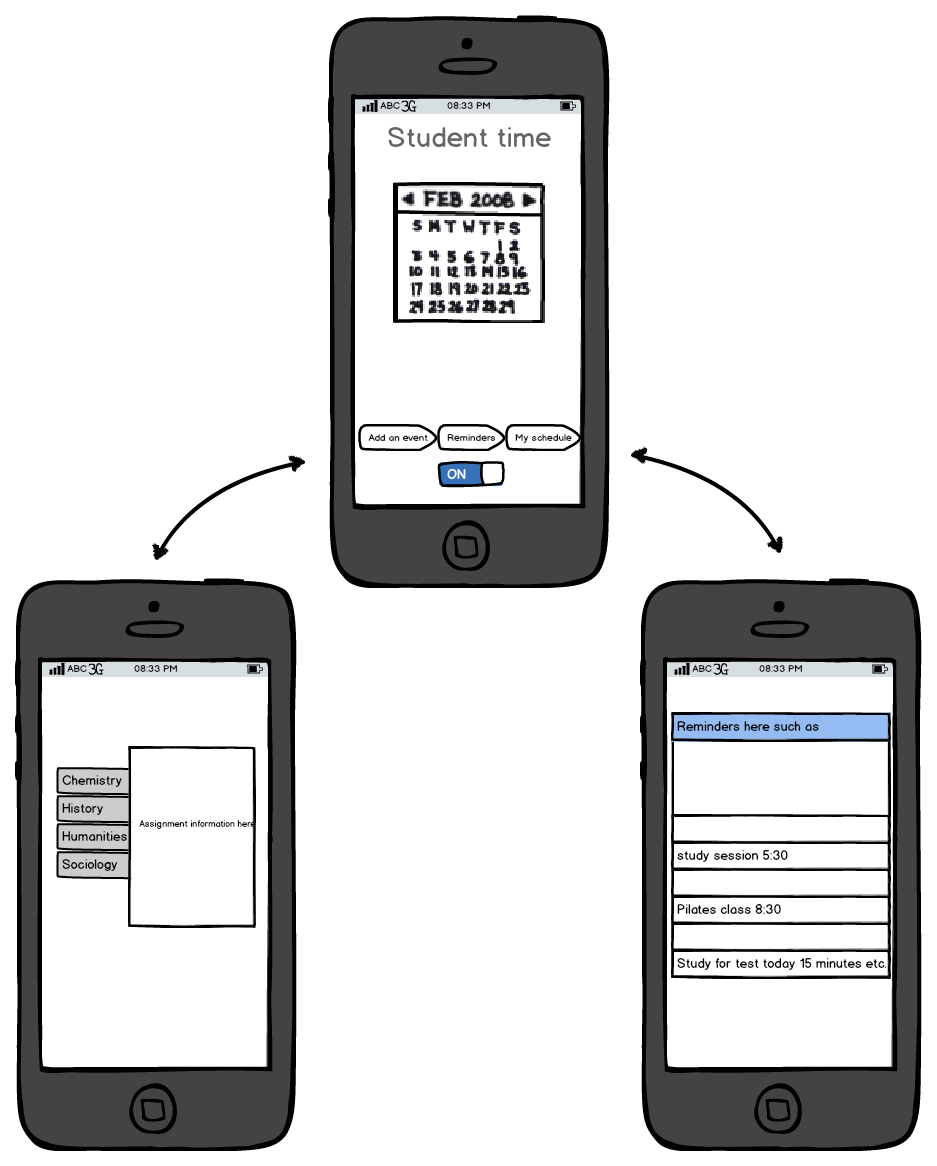 ABC 3G 08:33 PM
Student time
FEB 2008
S M T W T F S
1 2
3 4 5 6 7 8 9
10 11 12 13 14 15 16
17 18 19 20 21 22 23
24 25 26 27 28 29
Add an event Reminders My schedule
ON
ABC 3G 08:33 PM
Chemistry
History
Humanities
Sociology
Assignment information here
ABC 3G 08:33 PM
Reminders here such as
study session 5:30
Pilates class 8:30
Study for test today 15 minutes etc.